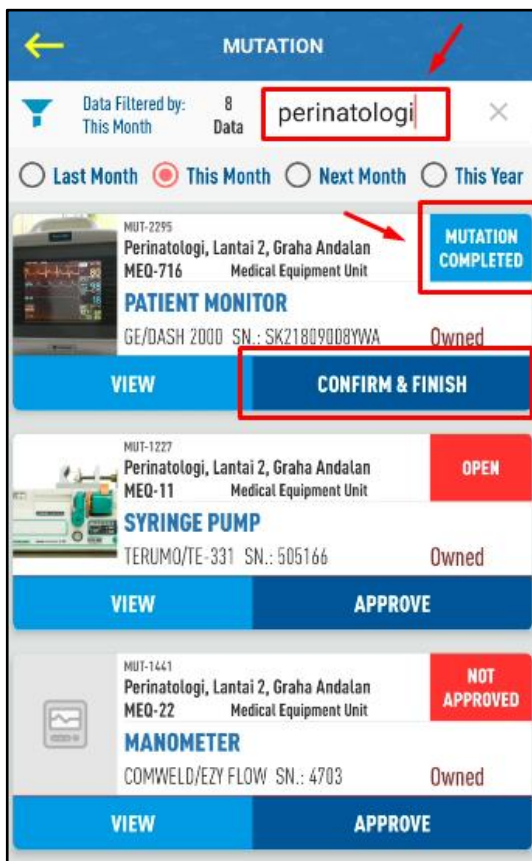 MUTATION
Data Filtered by:
This Month
8
Data
perinatologi
Last Month
This Month
Next Month
This Year
MUT-2295
Perinatologi, Lantai 2, Graha Andalan
MEQ-716 Medical Equipment Unit
MUTATION
COMPLETED
PATIENT MONITOR
GE/DASH 2000 SN.: SK21809008YWA
Owned
VIEW
CONFIRM & FINISH
MUT-1227
Perinatologi, Lantai 2, Graha Andalan
MEQ-11 Medical Equipment Unit
OPEN
SYRINGE PUMP
TERUMO/TE-331 SN.: 505166
Owned
VIEW
APPROVE
MUT-1441
Perinatologi, Lantai 2, Graha Andalan
MEQ-22 Medical Equipment Unit
NOT
APPROVED
MANOMETER
COMWELD/EZY FLOW SN.: 4703
Owned
VIEW
APPROVE